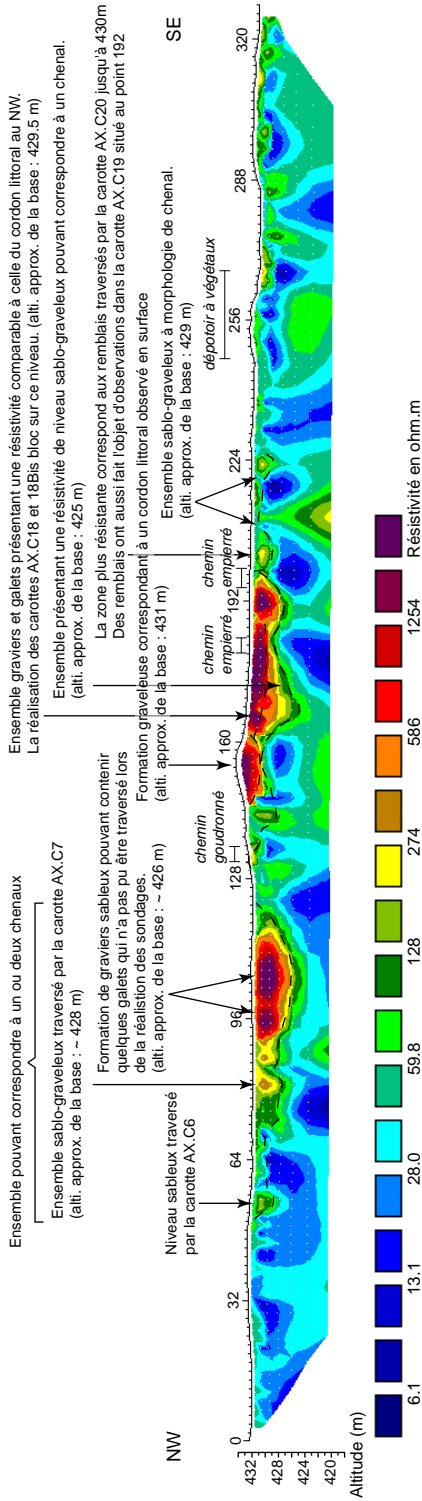 Ensemble pouvant correspondre à un ou deux chenaux
Ensemble sablo-graveleux traversé par la carotte AX.C7
(alti. approx. de la base : ~ 428 m)
Formation de graviers sableux pouvant contenir
quelques galets qui n'a pas pu être traversé lors
de la réalistion des sondages.
(alti. approx. de la base : ~ 426 m)
Niveau sableux traversé
par la carotte AX.C6
Ensemble graviers et galets présentant une résistivité comparable à celle du cordon littoral au NW.
La réalisation des carottes AX.C18 et 18Bis bloc sur ce niveau. (alti. approx. de la base : 429.5 m)
Ensemble présentant une résistivité de niveau sablo-graveleux pouvant correspondre à un chenal.
(alti. approx. de la base : 425 m)
La zone plus résistante correspond aux remblais traversés par la carotte AX.C20 jusqu'à 430m
Des remblais ont aussi fait l'objet d'observations dans la carotte AX.C19 situé au point 192
Formation graveleuse correspondant à un cordon littoral observé en surface
(alti. approx. de la base : 431 m)
Ensemble sablo-graveleux à morphologie de chenal.
(alti. approx. de la base : 429 m)
chemin
goudronné
chemin
empierré
chemin
empierré
dépotoir à végétaux
NW
SE
0
32
64
96
128
160
192
224
256
288
320
432
428
424
420
Altitude (m)
6.1
13.1
28.0
59.8
128
274
586
1254
Résistivité en ohm.m